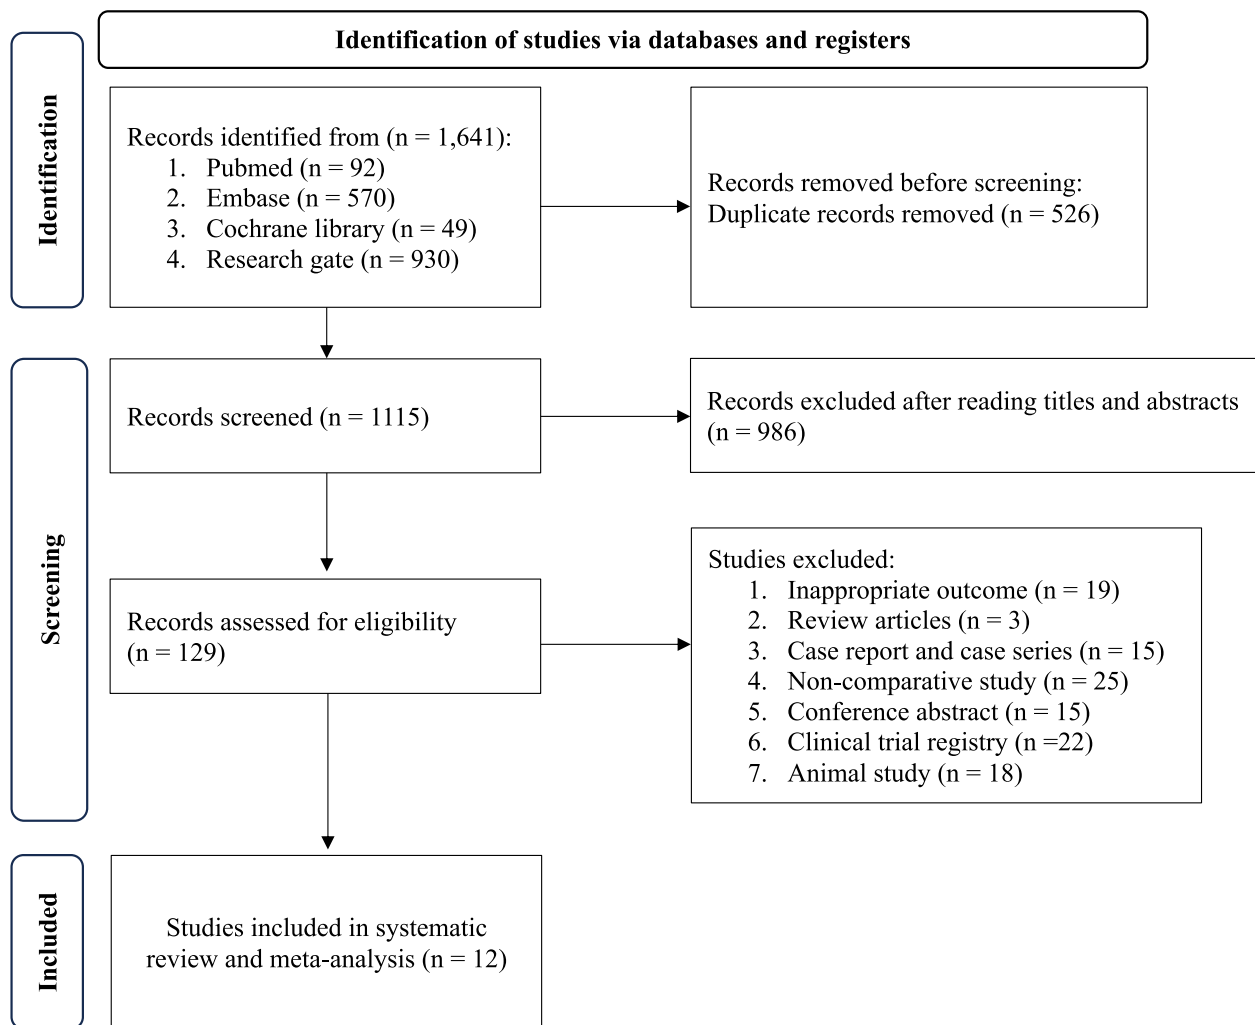 Identification of studies via databases and registers
Identification
Records identified from (n = 1,641):
1. Pubmed (n = 92)
2. Embase (n = 570)
3. Cochrane library (n = 49)
4. Research gate (n = 930)
Records removed before screening:
Duplicate records removed (n = 526)
Screening
Records screened (n = 1115)
Records excluded after reading titles and abstracts
(n = 986)
Records assessed for eligibility
(n = 129)
Studies excluded:
1. Inappropriate outcome (n = 19)
2. Review articles (n = 3)
3. Case report and case series (n = 15)
4. Non-comparative study (n = 25)
5. Conference abstract (n = 15)
6. Clinical trial registry (n =22)
7. Animal study (n = 18)
Included
Studies included in systematic
review and meta-analysis (n = 12)